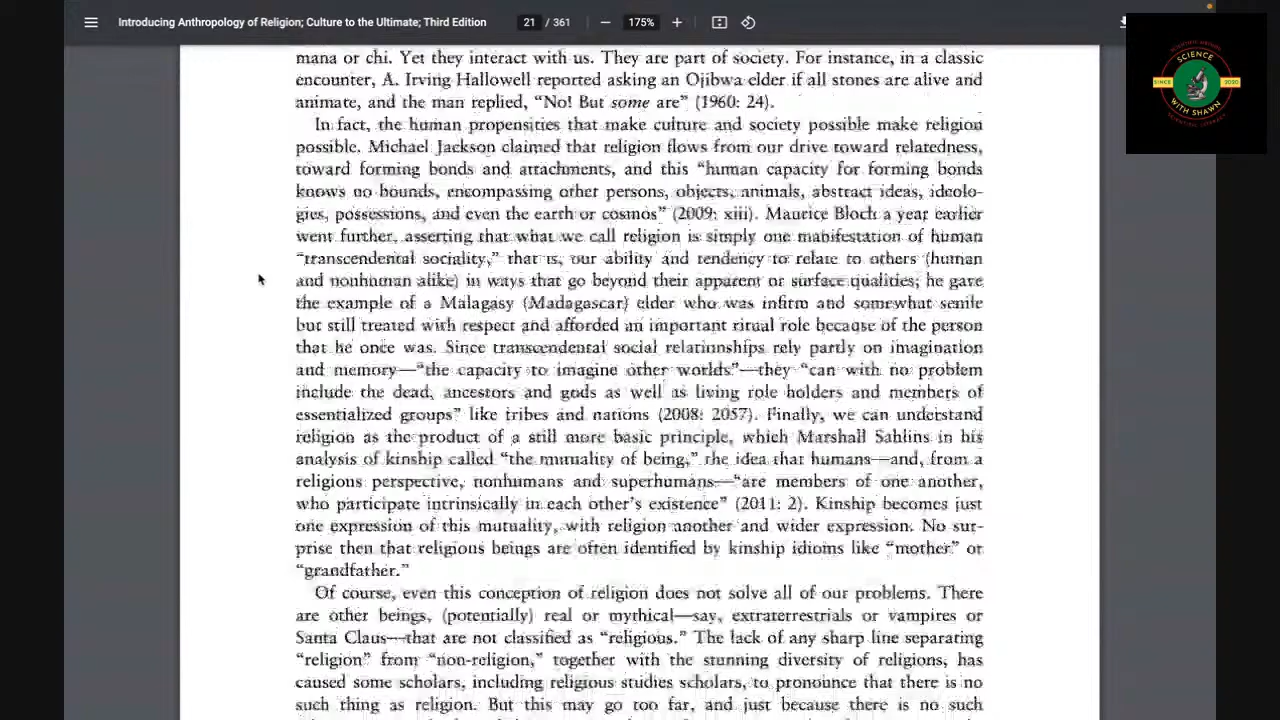 Introducing Anthropology of Religion; Culture to the Ultimate; Third Edition
21 / 361
175%
SCIENCE
SINCE
2020
WITH SHAWN
mana or chi. Yet they interact with us. They are part of society. For instance, in a classic
encounter, A. Irving Hallowell reported asking an Ojibwa elder if all stones are alive and
animate, and the man replied, “No! But some are” (1960: 24).
In fact, the human propensities that make culture and society possible make religion
possible. Michael Jackson claimed that religion flows from our drive toward relatedness,
toward forming bonds and attachments, and this “human capacity for forming bonds
knows no bounds, encompassing other persons, objects, animals, abstract ideas, ideolo-
gies, possessions, and even the earth or cosmos” (2009: xiii). Maurice Bloch a year earlier
went further, asserting that what we call religion is simply one manifestation of human
“transcendental sociality,” that is, our ability and tendency to relate to others (human
and nonhuman alike) in ways that go beyond their apparent or surface qualities; he gave
the example of a Malagasy (Madagascar) elder who was infirm and somewhat senile
but still treated with respect and afforded an important ritual role because of the person
that he once was. Since transcendental social relationships rely partly on imagination
and memory—“the capacity to imagine other worlds”—they “can with no problem
include the dead, ancestors and gods as well as living role holders and members of
essentialized groups” like tribes and nations (2008: 2057). Finally, we can understand
religion as the product of a still more basic principle, which Marshall Sahlins in his
analysis of kinship called “the mutuality of being,” the idea that humans—and, from a
religious perspective, nonhumans and superhumans—“are members of one another,
who participate intrinsically in each other’s existence” (2011: 2). Kinship becomes just
one expression of this mutuality, with religion another and wider expression. No sur-
prise then that religious beings are often identified by kinship idioms like “mother” or
“grandfather.”
Of course, even this conception of religion does not solve all of our problems. There
are other beings, (potentially) real or mythical—say, extraterrestrials or vampires or
Santa Claus—that are not classified as “religious.” The lack of any sharp line separating
“religion” from “non-religion,” together with the stunning diversity of religions, has
caused some scholars, including religious studies scholars, to pronounce that there is no
such thing as religion. But this may go too far, and just because there is no such